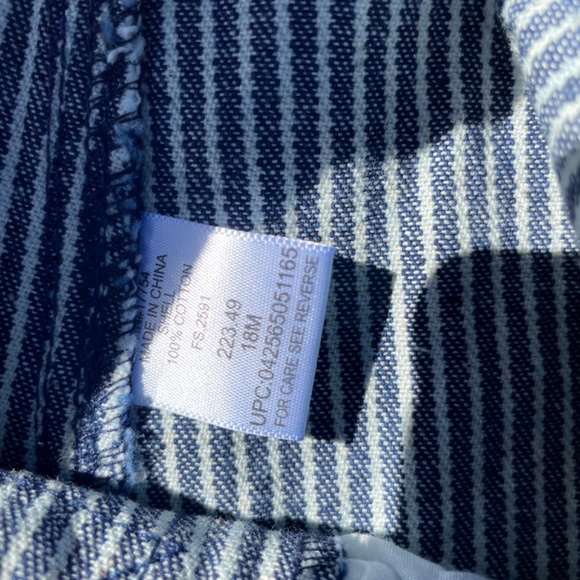 MADE IN CHINA
SHELL
100% COTTON
FS.2591
223.49
18M
UPC:042565051165
FOR CARE SEE REVERSE